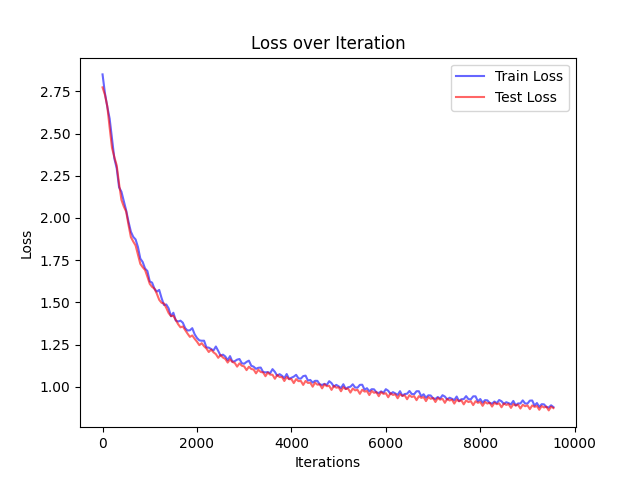 Loss over Iteration
Train Loss
Test Loss
2.75
2.50
2.25
2.00
1.75
1.50
1.25
1.00
Loss
0 2000 4000 6000 8000 10000
Iterations